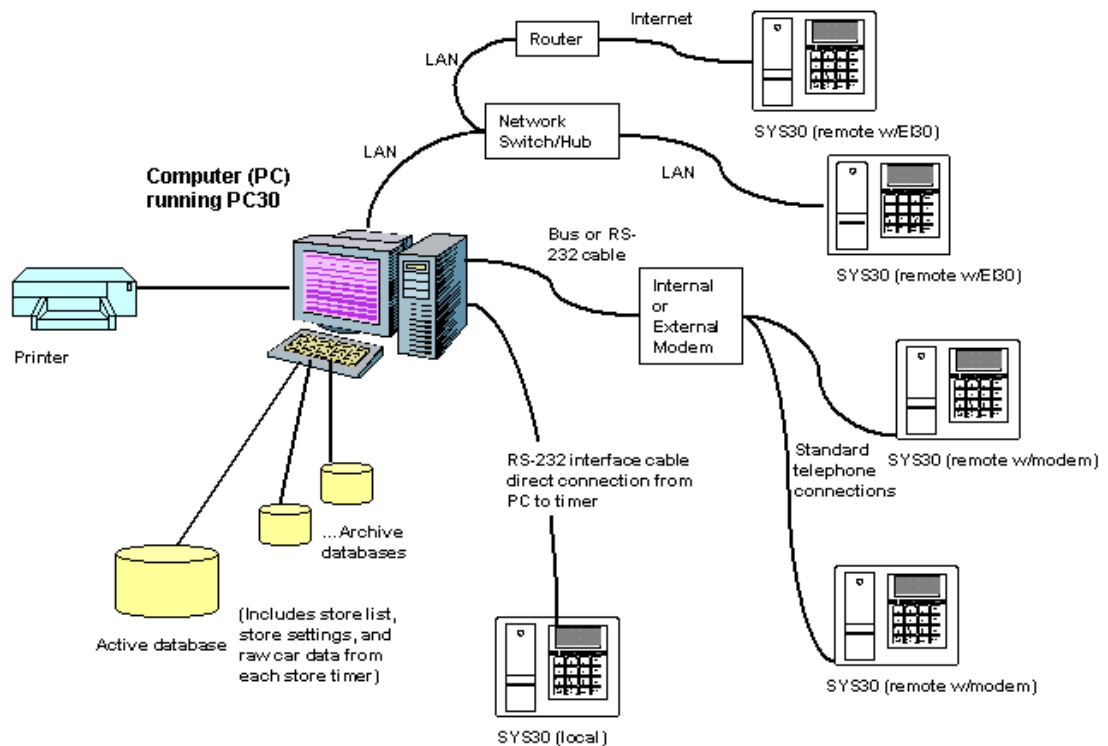 Internet
Router
LAN
SYS30 (remote w/EI30)
Network
Switch/Hub
LAN
LAN
Computer (PC)
running PC30
SYS30 (remote w/EI30)
Bus or RS-
232 cable
Internal
or
External
Modem
Printer
SYS30 (remote w/modem)
Standard
telephone
connections
RS-232 interface cable
direct connection from
PC to timer
...Archive
databases
Active database
(Includes store list,
store settings, and
raw car data from
each store timer)
SYS30 (remote w/modem)
SYS30 (local)